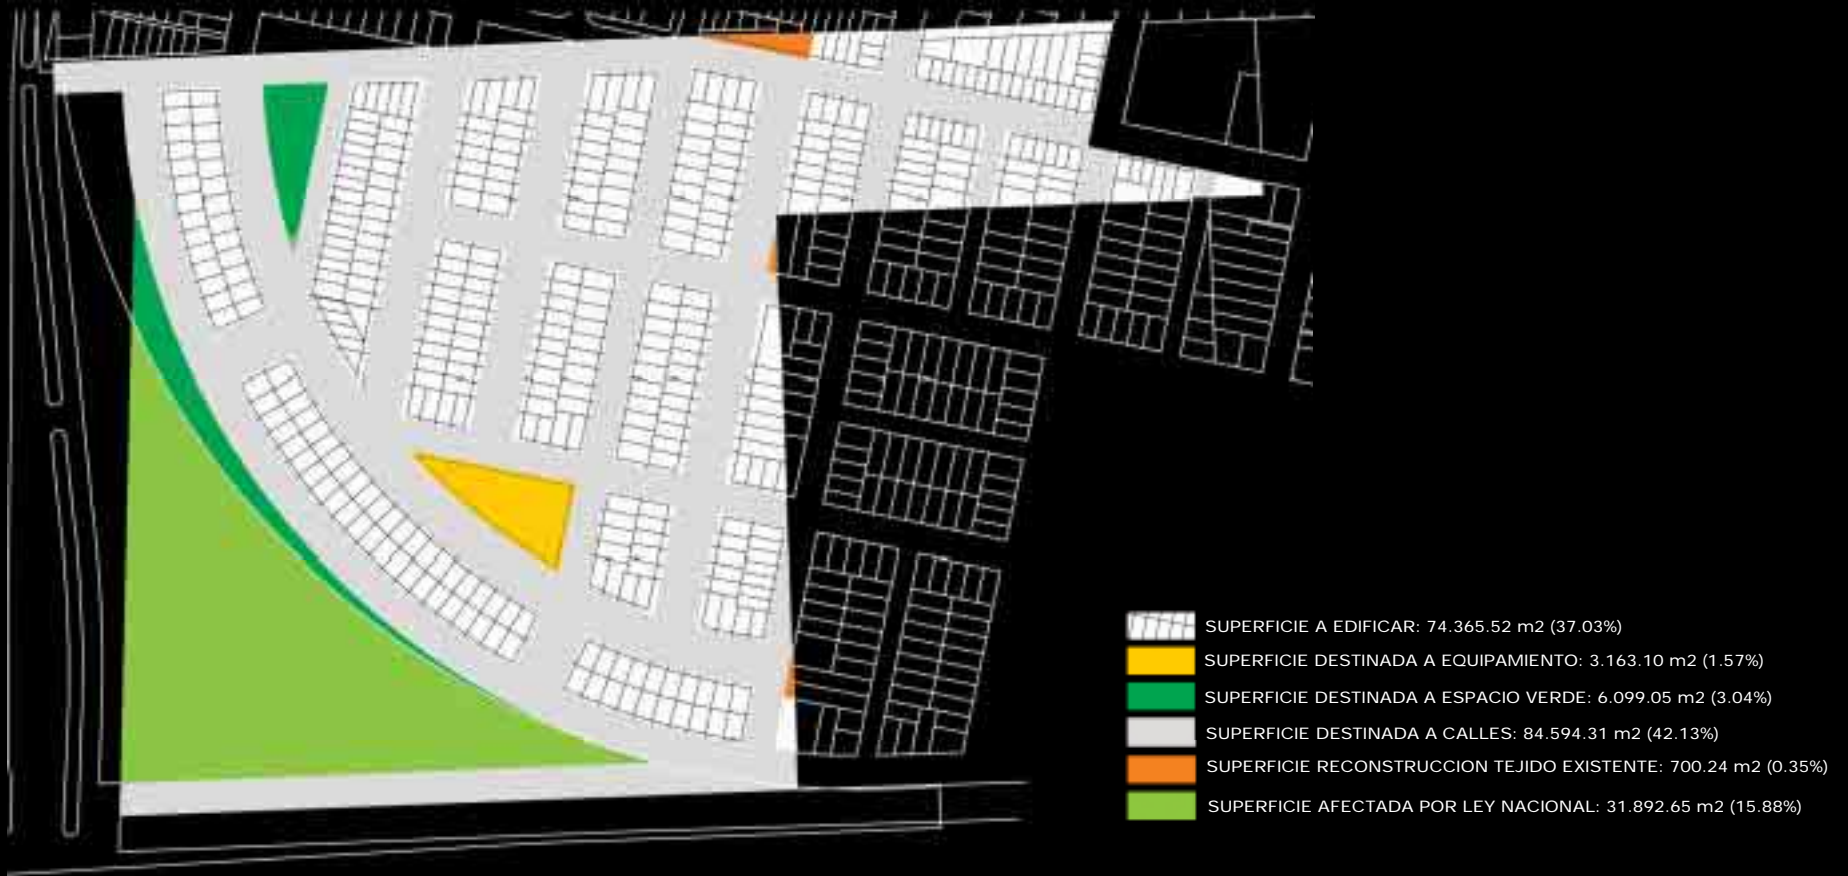 SUPERFICIE A EDIFICAR: 74.365.52 m2 (37.03%)
SUPERFICIE DESTINADA A EQUIPAMIENTO: 3.163.10 m2 (1.57%)
SUPERFICIE DESTINADA A ESPACIO VERDE: 6.099.05 m2 (3.04%)
SUPERFICIE DESTINADA A CALLES: 84.594.31 m2 (42.13%)
SUPERFICIE RECONSTRUCCION TEJIDO EXISTENTE: 700.24 m2 (0.35%)
SUPERFICIE AFECTADA POR LEY NACIONAL: 31.892.65 m2 (15.88%)